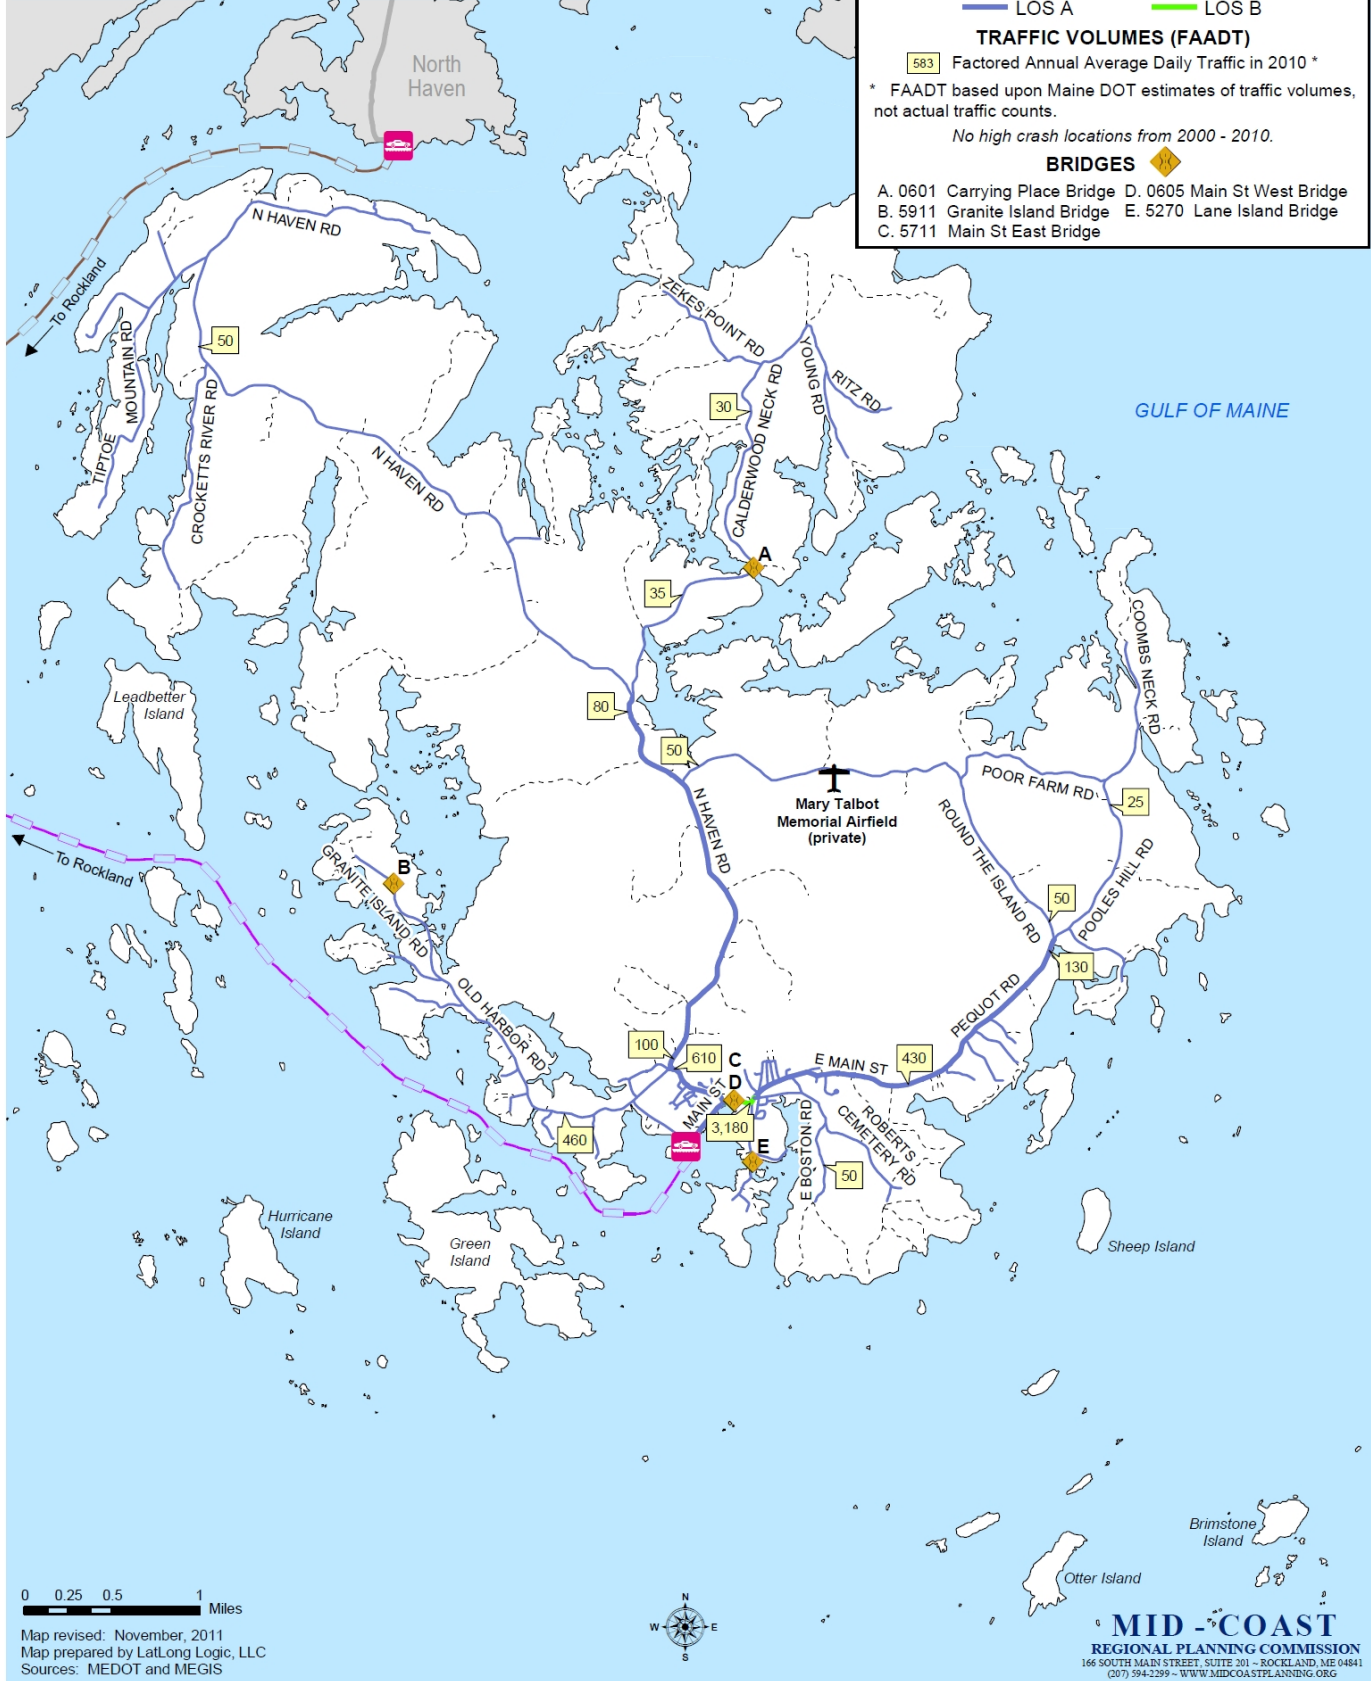 LOS A
LOS B
TRAFFIC VOLUMES (FAADT)
583 Factored Annual Average Daily Traffic in 2010 *
* FAADT based upon Maine DOT estimates of traffic volumes,
not actual traffic counts.
No high crash locations from 2000 - 2010.
BRIDGES
A. 0601 Carrying Place Bridge D. 0605 Main St West Bridge
B. 5911 Granite Island Bridge E. 5270 Lane Island Bridge
C. 5711 Main St East Bridge
North
Haven
N HAVEN RD
To Rockland
ZEKES POINT RD
50
MOUNTAIN RD
TIPTOE
CROCKETTS RIVER RD
YOUNG RD
RITZ RD
30
CALDERWOOD NECK RD
GULF OF MAINE
N HAVEN RD
A
35
COOMBS NECK RD
Leadbetter
Island
80
50
POOR FARM RD
25
Mary Talbot
Memorial Airfield
(private)
N HAVEN RD
ROUND THE ISLAND RD
To Rockland
GRANITE ISLAND RD
B
50
POOLES HILL RD
130
OLD HARBOR RD
PEQUOT RD
100
610
C
D
E MAIN ST
430
MAIN ST
3,180
460
E
E BOSTON RD
ROBERTS
CEMETERY RD
50
Hurricane
Island
Green
Island
Sheep Island
Brimstone
Island
Otter Island
0 0.25 0.5 1
Miles
Map revised: November, 2011
Map prepared by LatLong Logic, LLC
Sources: MEDOT and MEGIS
N
W E
S
MID - COAST
REGIONAL PLANNING COMMISSION
166 SOUTH MAIN STREET, SUITE 201 ~ ROCKLAND, ME 04841
(207) 594-2299 ~ WWW.MIDCOASTPLANNING.ORG